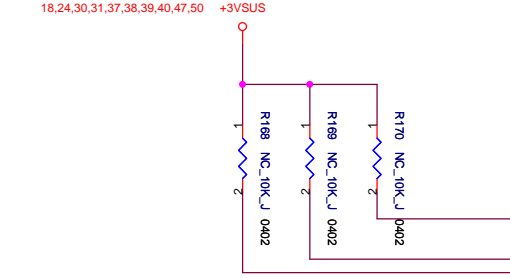 18,24,30,31,37,38,39,40,47,50 +3VSUS
1 R168 NC_10K_J 0402 2
1 R169 NC_10K_J 0402 2
1 R170 NC_10K_J 0402 2